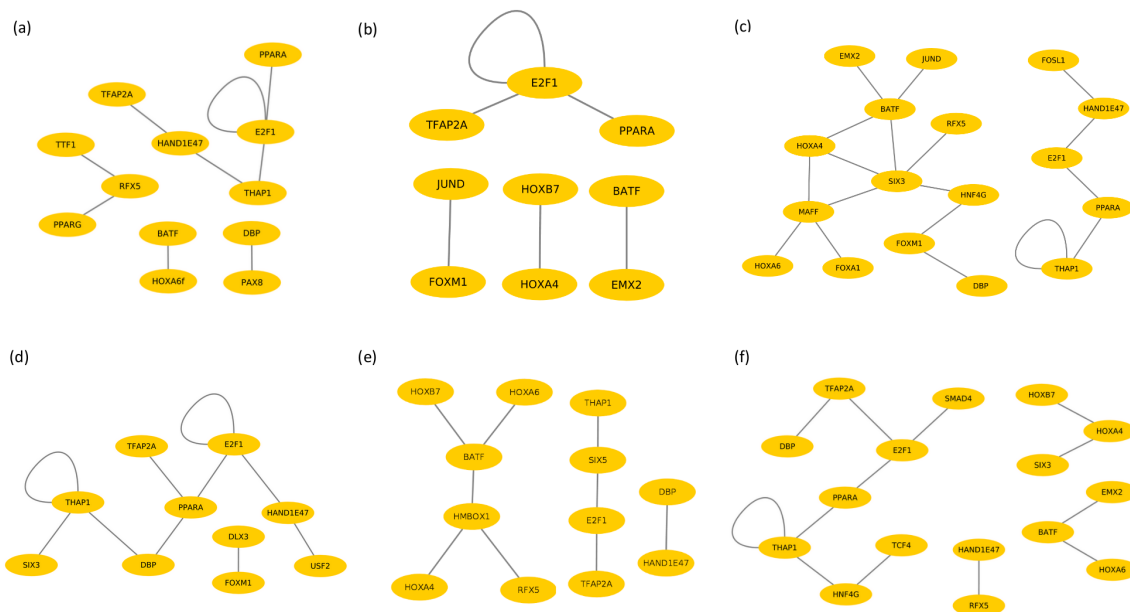 (a)
PPARA
TFAP2A
E2F1
HAND1E47
TTF1
RFX5
THAP1
PPARG
BATF
DBP
HOXA6f
PAX8
(b)
E2F1
TFAP2A
PPARA
JUND
HOXB7
BATF
FOXM1
HOXA4
EMX2
(c)
EMX2
JUND
FOSL1
BATF
HAND1E47
RFX5
HOXA4
E2F1
SIX3
HNF4G
MAFF
PPARA
FOXM1
HOXA6
FOXA1
THAP1
DBP
(d)
TFAP2A
E2F1
THAP1
PPARA
HAND1E47
DLX3
SIX3
DBP
USF2
FOXM1
(e)
HOXB7
HOXA6
THAP1
BATF
SIX5
DBP
HMBOX1
E2F1
HAND1E47
HOXA4
RFX5
TFAP2A
(f)
TFAP2A
SMAD4
HOXB7
HOXA4
DBP
E2F1
SIX3
PPARA
EMX2
BATF
THAP1
TCF4
HAND1E47
HOXA6
HNF4G
RFX5